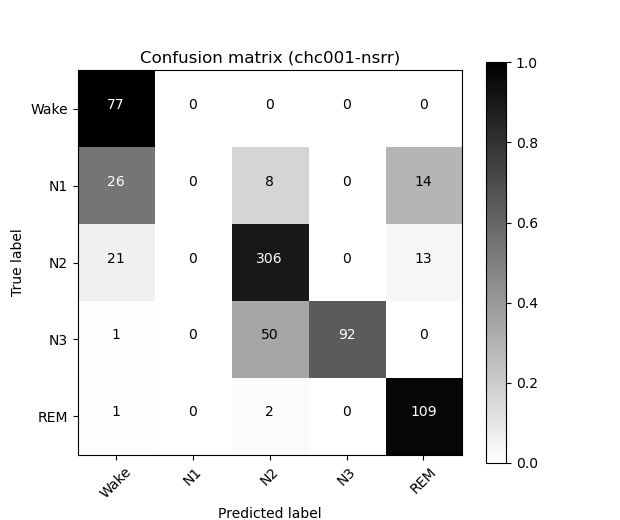 Confusion matrix (chc001-nsrr)
True label
Wake 77 0 0 0 0
N1 26 0 8 0 14
N2 21 0 306 0 13
N3 1 0 50 92 0
REM 1 0 2 0 109
Wake N1 N2 N3 REM
Predicted label
1.0
0.8
0.6
0.4
0.2
0.0